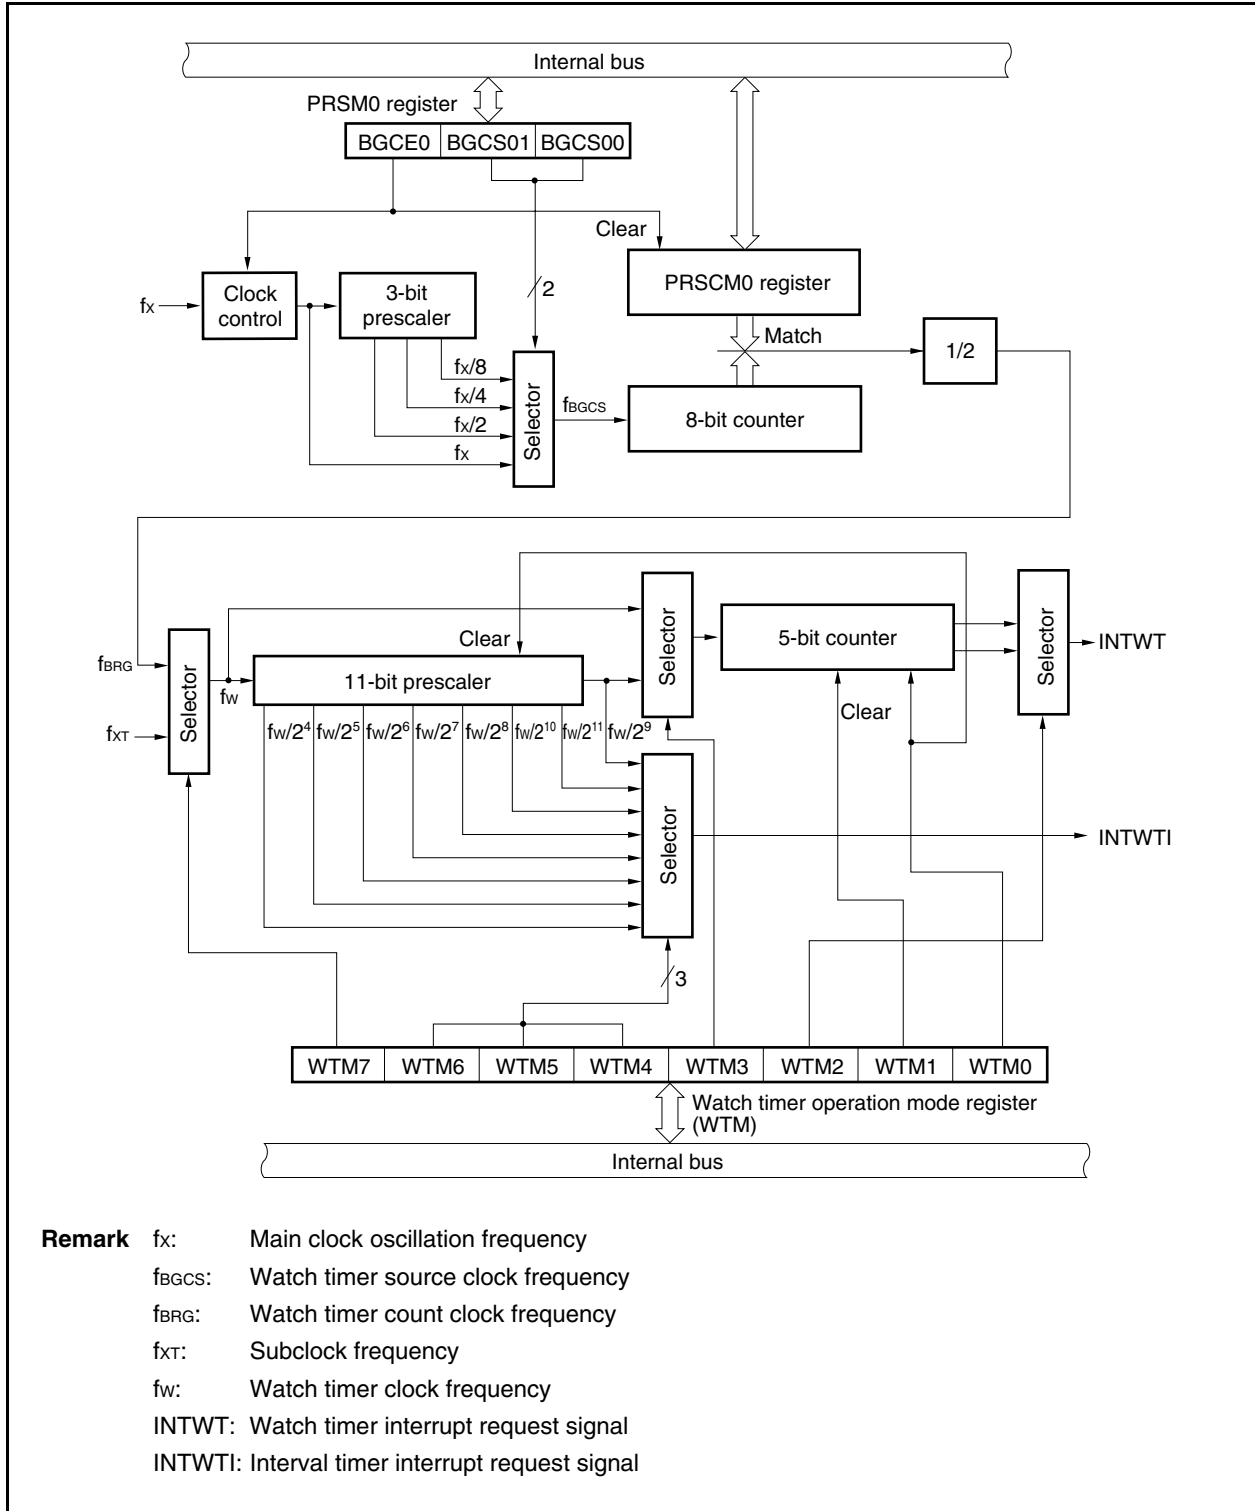 Internal bus
PRSM0 register
BGCE0 BGCS01 BGCS00
Clear
fX
Clock control
3-bit prescaler
2
PRSCM0 register
Match
1/2
fX/8
fX/4
fX/2
fX
Selector
fBGCS
8-bit counter
Clear
Selector
5-bit counter
Selector
INTWT
fBRG
fXT
Selector
fW
11-bit prescaler
Clear
fW/2⁴ fW/2⁵ fW/2⁶ fW/2⁷ fW/2⁸ fW/2¹⁰ fW/2¹¹ fW/2⁹
Selector
INTWTI
3
WTM7 WTM6 WTM5 WTM4 WTM3 WTM2 WTM1 WTM0
Watch timer operation mode register
(WTM)
Internal bus
Remark fX: Main clock oscillation frequency
fBGCS: Watch timer source clock frequency
fBRG: Watch timer count clock frequency
fXT: Subclock frequency
fW: Watch timer clock frequency
INTWT: Watch timer interrupt request signal
INTWTI: Interval timer interrupt request signal